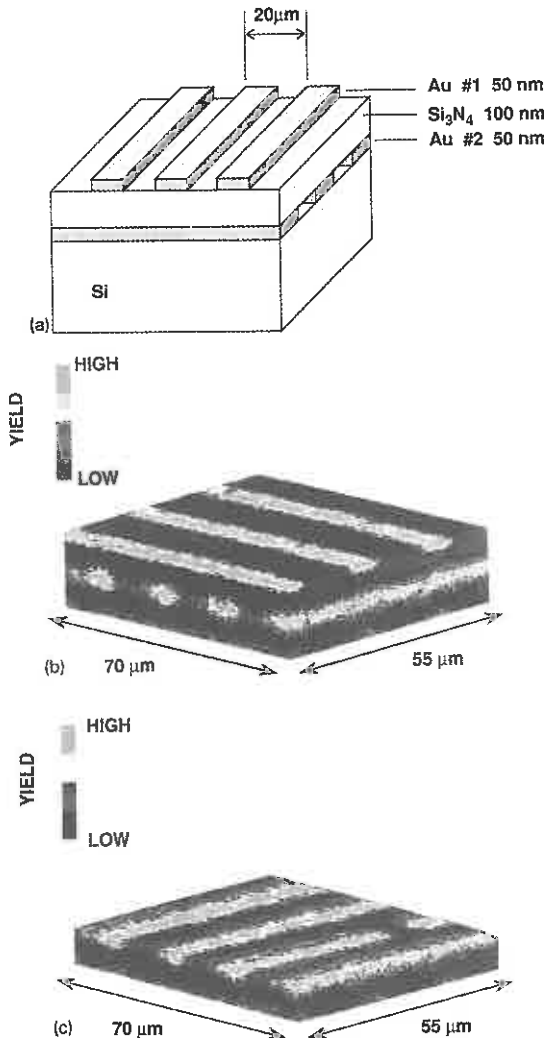 20μm
Au #1 50 nm
Si₃N₄ 100 nm
Au #2 50 nm
Si
(a)
HIGH
YIELD
LOW
(b)
70 μm
55 μm
HIGH
YIELD
LOW
(c)
70 μm
55 μm